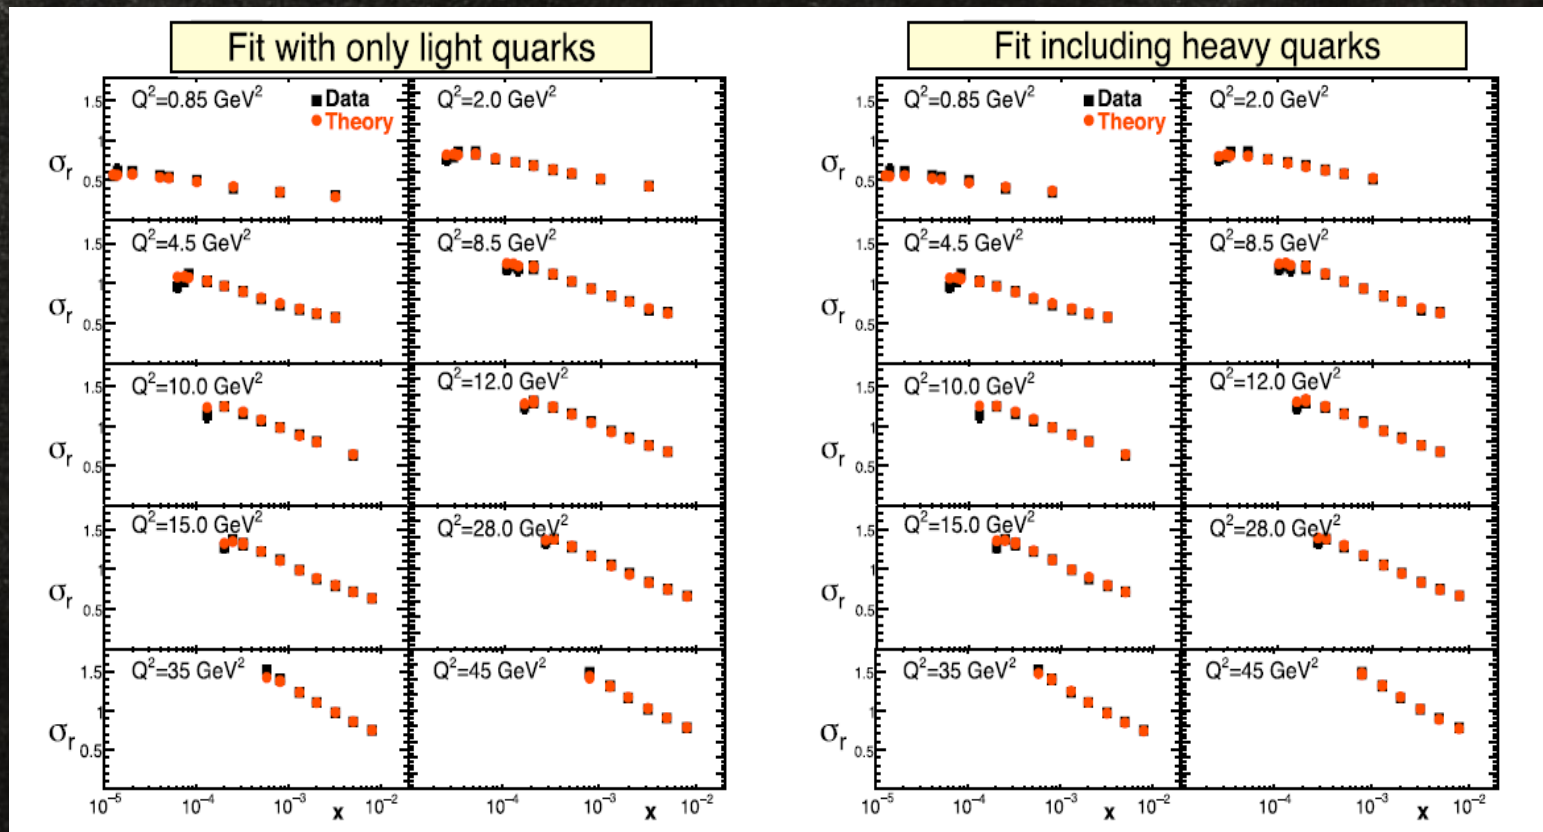 Fit with only light quarks
Q²=0.85 GeV²
■ Data
● Theory
Q²=2.0 GeV²
1.5
1
0.5
σr
Q²=4.5 GeV²
Q²=8.5 GeV²
1.5
1
0.5
σr
Q²=10.0 GeV²
Q²=12.0 GeV²
1.5
1
0.5
σr
Q²=15.0 GeV²
Q²=28.0 GeV²
1.5
1
0.5
σr
Q²=35 GeV²
Q²=45 GeV²
1.5
1
0.5
σr
10⁻⁵ 10⁻⁴ 10⁻³ x 10⁻² 10⁻⁴ 10⁻³ x 10⁻²
Fit including heavy quarks
Q²=0.85 GeV²
■ Data
● Theory
Q²=2.0 GeV²
1.5
1
0.5
σr
Q²=4.5 GeV²
Q²=8.5 GeV²
1.5
1
0.5
σr
Q²=10.0 GeV²
Q²=12.0 GeV²
1.5
1
0.5
σr
Q²=15.0 GeV²
Q²=28.0 GeV²
1.5
1
0.5
σr
Q²=35 GeV²
Q²=45 GeV²
1.5
1
0.5
σr
10⁻⁵ 10⁻⁴ 10⁻³ x 10⁻² 10⁻⁴ 10⁻³ x 10⁻²